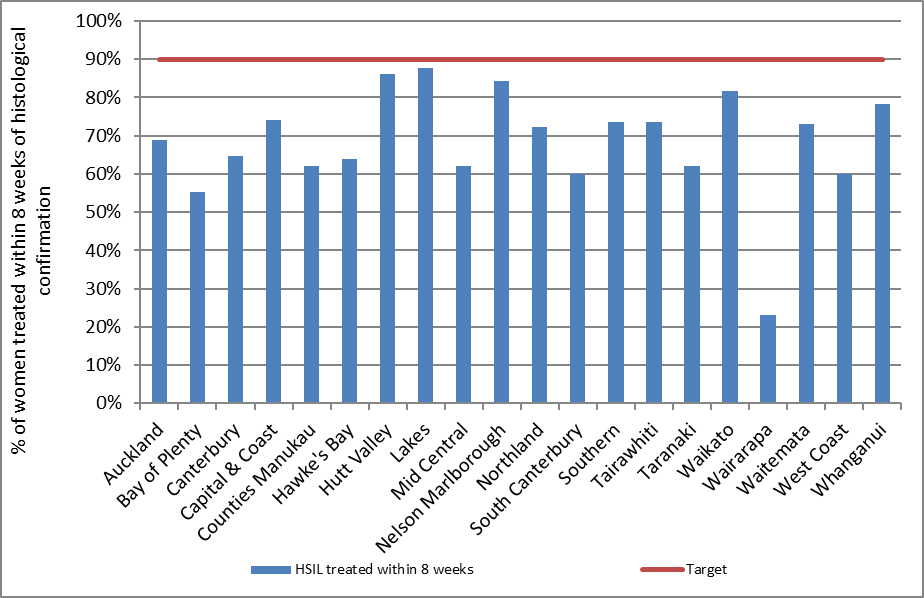 % of women treated within 8 weeks of histological
confirmation
100%
90%
80%
70%
60%
50%
40%
30%
20%
10%
0%
Auckland
Bay of Plenty
Canterbury
Capital & Coast
Counties Manukau
Hawke's Bay
Hutt Valley
Lakes
Mid Central
Nelson Marlborough
Northland
South Canterbury
Southern
Tairawhiti
Taranaki
Waikato
Wairarapa
Waitemata
West Coast
Whanganui
HSIL treated within 8 weeks
Target